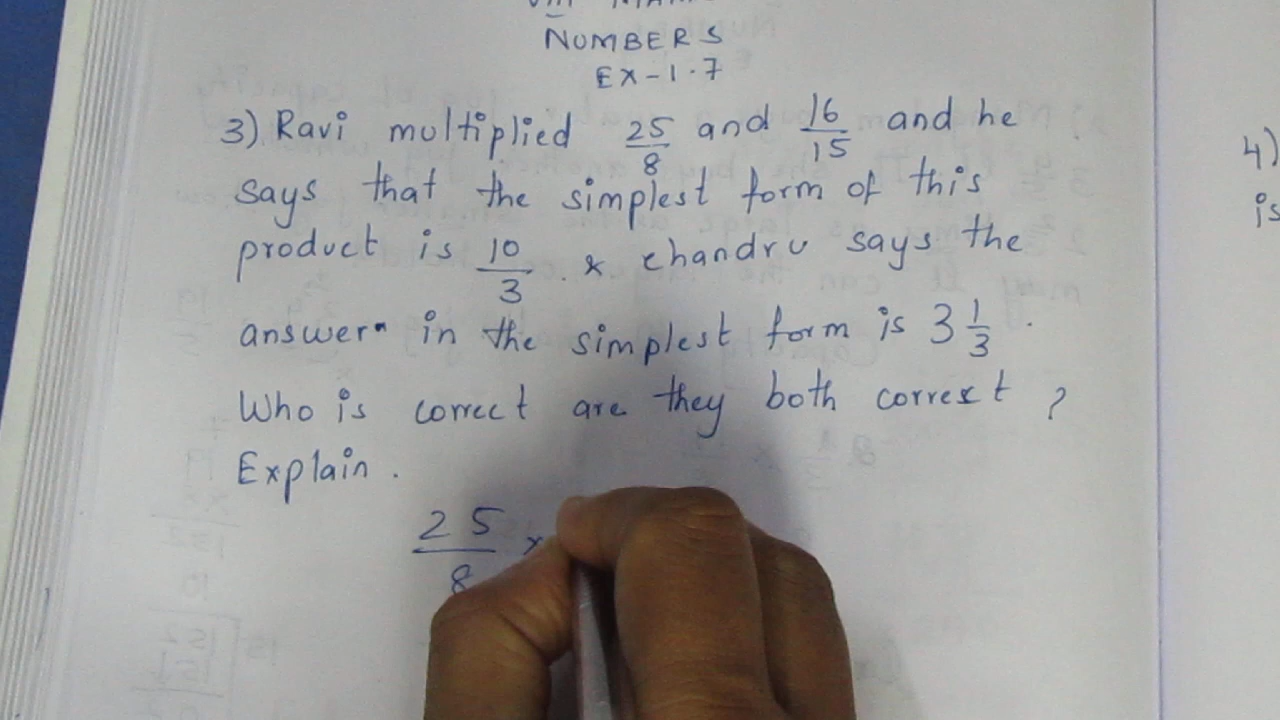 NUMBERS
EX-1.7
3) Ravi multiplied 25/8 and 16/15 and he
says that the simplest form of this
product is 10/3 . & chandru says the
answer in the simplest form is 3 1/3 .
Who is correct are they both correct ?
Explain .
25/8 ×
4)
is